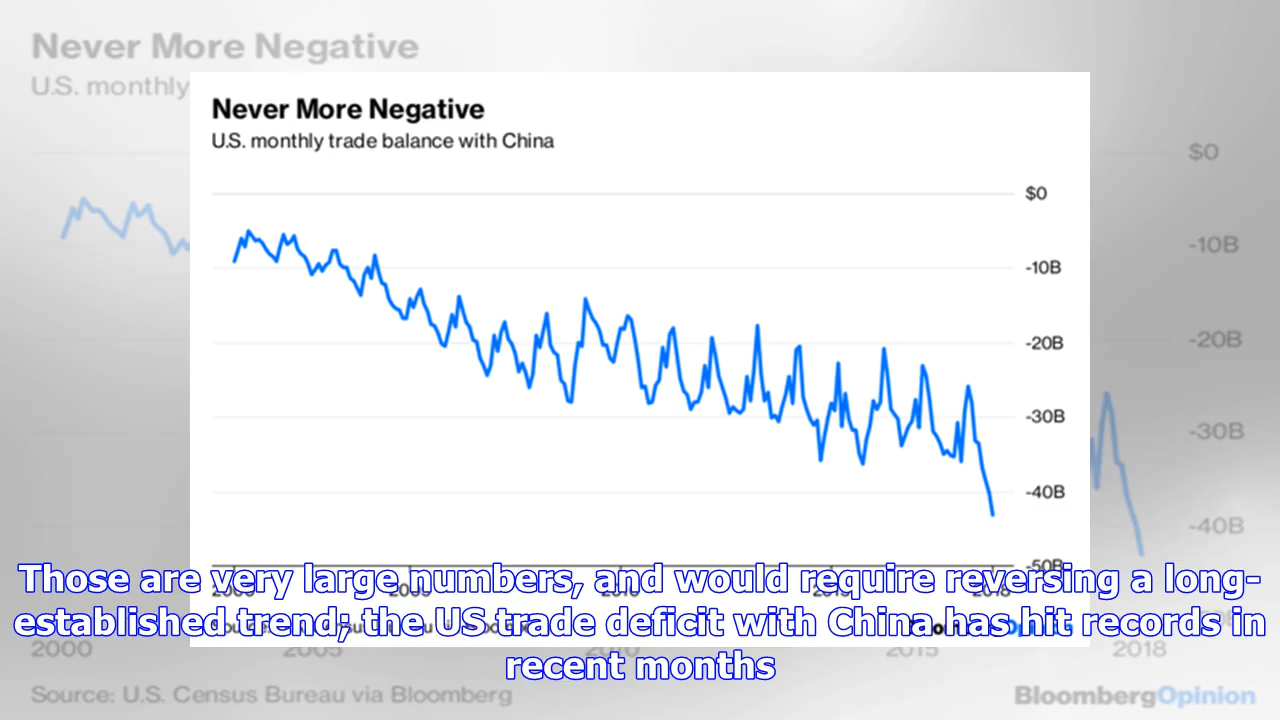 Never More Negative
U.S. monthly
Never More Negative
U.S. monthly trade balance with China
$0
-10B
-20B
-30B
-40B
-50B
$0
-10B
-20B
-30B
-40B
Those are very large numbers, and would require reversing a long-
established trend; the US trade deficit with China has hit records in
recent months
2000
2005
2010
2015
2018
Source: U.S. Census Bureau via Bloomberg
BloombergOpinion